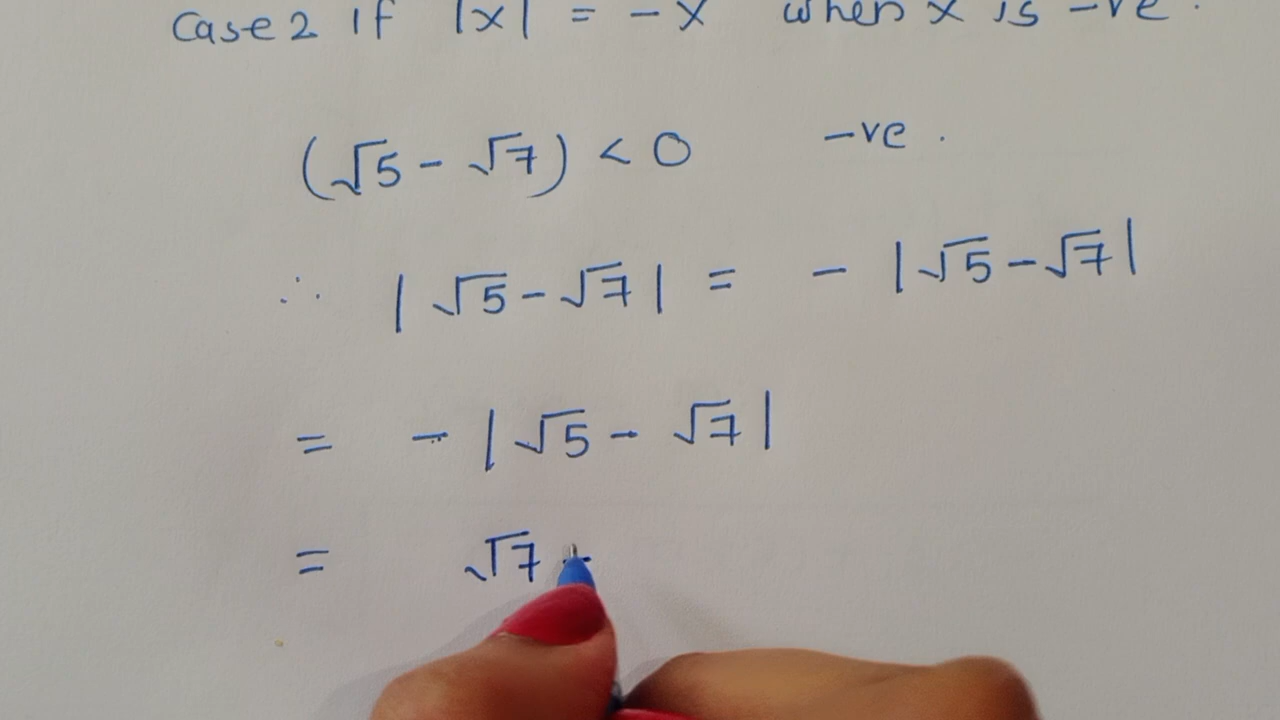 Case 2 If |x| = -x when x is -ve.
(√5 - √7) < 0 -ve.
∴ |√5 - √7| = - |√5 - √7|
= - |√5 - √7|
= √7 -